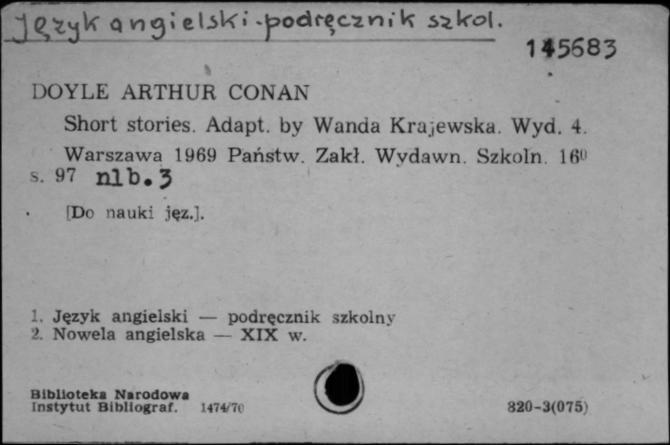 Język angielski-podręcznik szkol.
145683
DOYLE ARTHUR CONAN
Short stories. Adapt. by Wanda Krajewska. Wyd. 4.
Warszawa 1969 Państw. Zakł. Wydawn. Szkoln. 16⁰
s. 97 nlb. 3
[Do nauki jęz.].
1. Język angielski — podręcznik szkolny
2. Nowela angielska — XIX w.
Biblioteka Narodowa
Instytut Bibliograf. 1474/70
820-3(075)